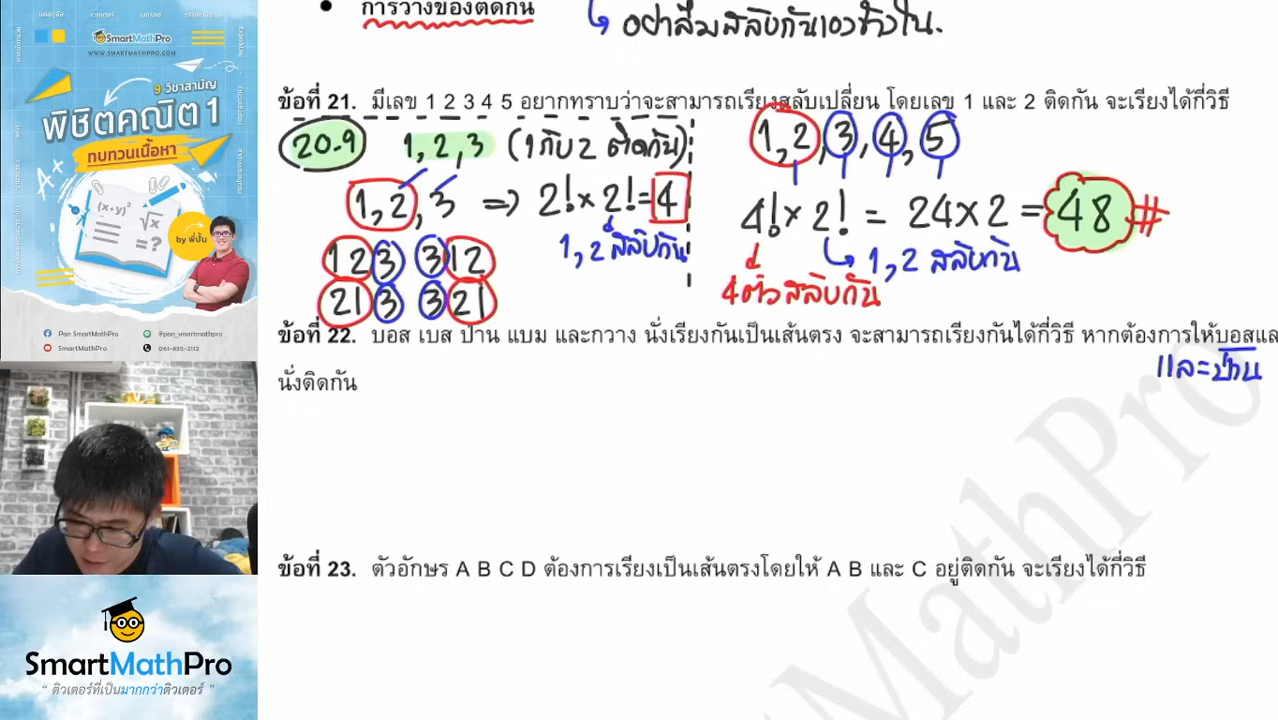 แอดกรุ๊ป
SmartMathPro
WWW.SMARTMATHPRO.COM
9 วิชาสามัญ
พิชิตคณิต 1
ทบทวนเนื้อหา
A+
(x+y)²
√x
=?
by พี่ปั้น
Pan SmartMathPro
@pan_smartmathpro
SmartMathPro
061-835-2112
SmartMathPro
" ติวเตอร์ที่เป็นมากกว่าติวเตอร์ "
• การวางของติดกัน
อย่าลืมสลับกันเองข้างใน.
ข้อที่ 21. มีเลข 1 2 3 4 5 อยากทราบว่าจะสามารถเรียงสลับเปลี่ยน โดยเลข 1 และ 2 ติดกัน จะเรียงได้กี่วิธี
20.9 1, 2, 3 (1 กับ 2 ติดกัน)
1, 2, 3 ⇒ 2! × 2! = 4
1, 2 สลับกัน
12 3 3 12
21 3 3 21
1, 2, 3, 4, 5
4! × 2! = 24 × 2 = 48 #
1, 2 สลับกัน
4 ตัวสลับกัน
ข้อที่ 22. บอส เบส ปาน แบม และกวาง นั่งเรียงกันเป็นเส้นตรง จะสามารถเรียงกันได้กี่วิธี หากต้องการให้บอสแล
และปาน
นั่งติดกัน
ข้อที่ 23. ตัวอักษร A B C D ต้องการเรียงเป็นเส้นตรงโดยให้ A B และ C อยู่ติดกัน จะเรียงได้กี่วิธี
MathPro
MathPro